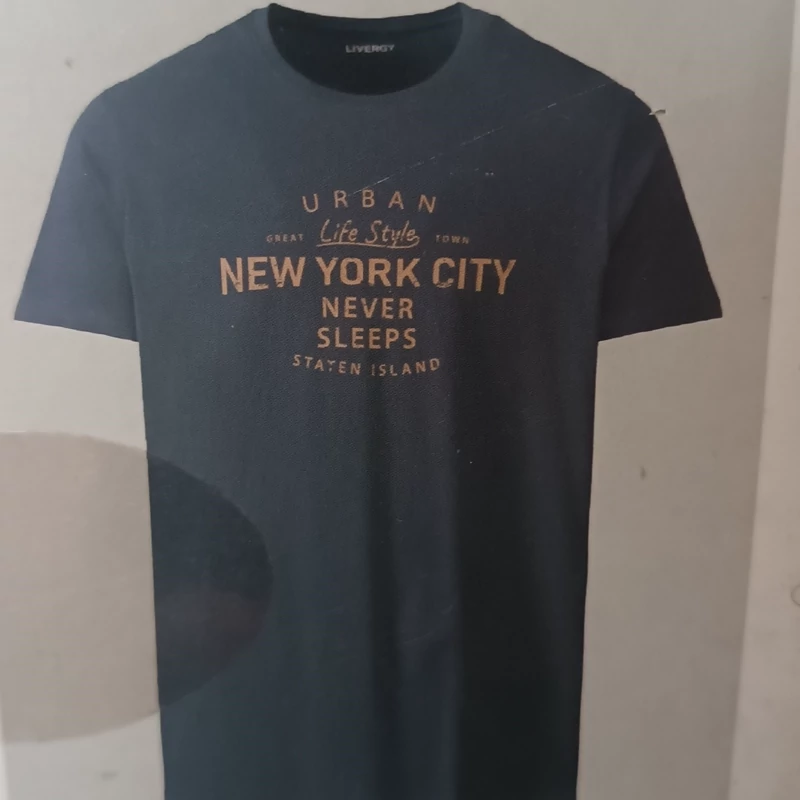 LIVERGY
URBAN
GREAT Life Style TOWN
NEW YORK CITY
NEVER
SLEEPS
STATEN ISLAND